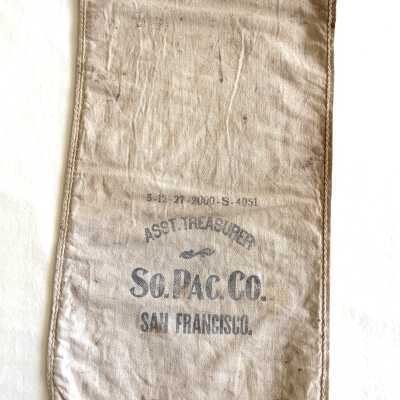 5-12-27-2000-S-4051
ASST. TREASURER
SO. PAC. CO.
SAN FRANCISCO.